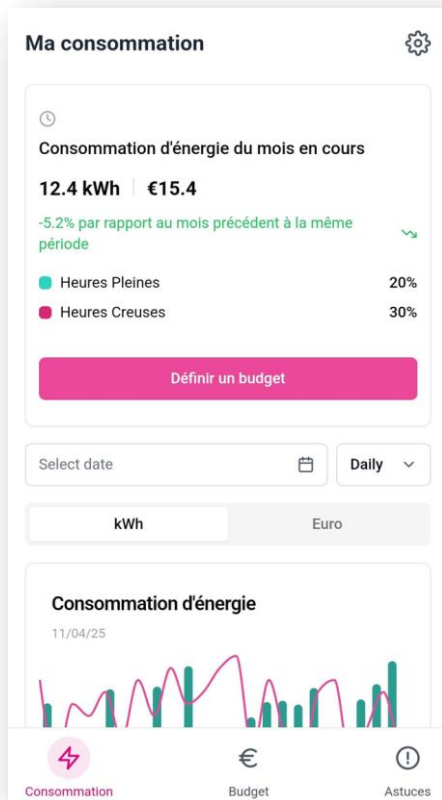 Ma consommation
Consommation d'énergie du mois en cours
12.4 kWh €15.4
-5.2% par rapport au mois précédent à la même
période
Heures Pleines 20%
Heures Creuses 30%
Définir un budget
Select date Daily
kWh Euro
Consommation d'énergie
11/04/25
Consommation Budget Astuces